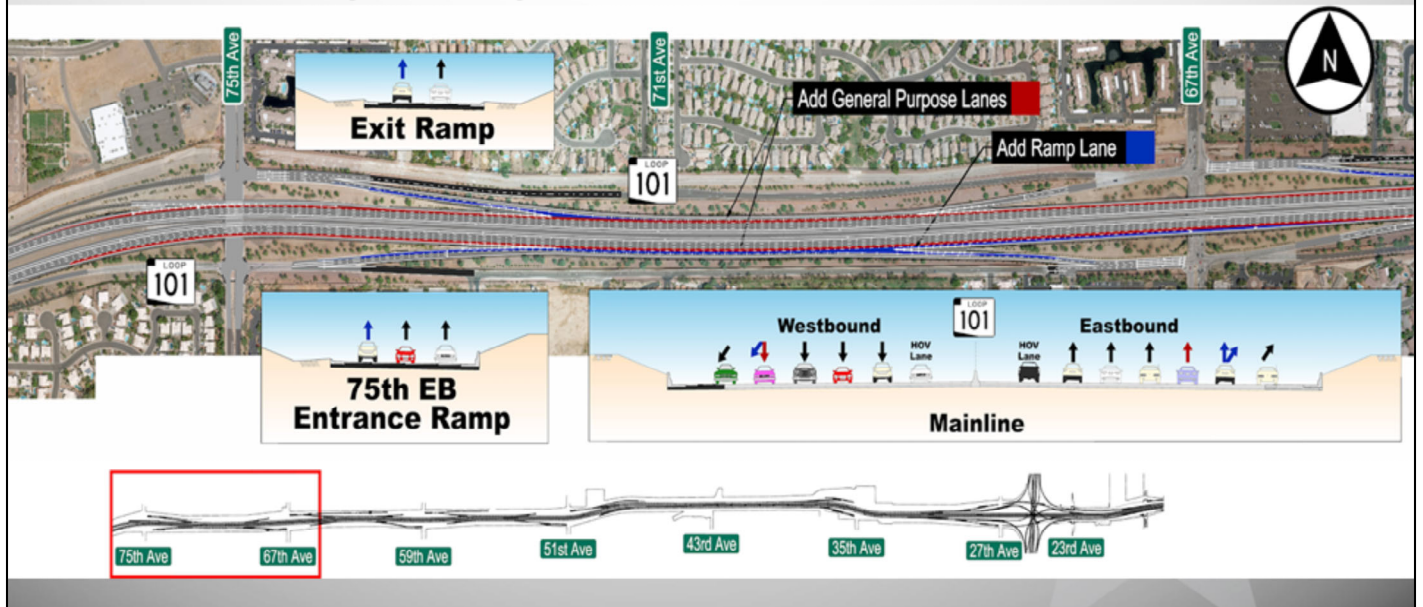 75th Ave
71st Ave
67th Ave
N
Exit Ramp
Add General Purpose Lanes
Add Ramp Lane
LOOP
101
LOOP
101
75th EB
Entrance Ramp
LOOP
101
Westbound
Eastbound
HOV
Lane
HOV
Lane
Mainline
75th Ave
67th Ave
59th Ave
51st Ave
43rd Ave
35th Ave
27th Ave
23rd Ave